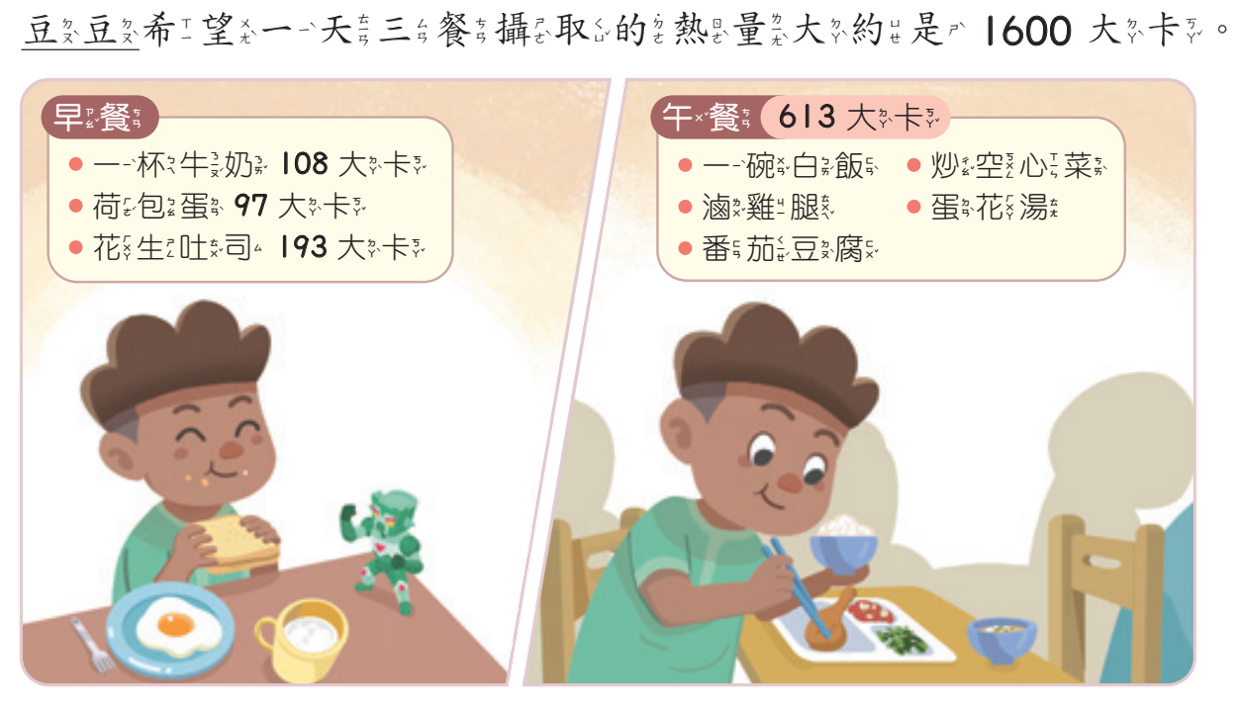 豆豆希望一天三餐攝取的熱量大約是 1600 大卡。
早餐
一杯牛奶 108 大卡
荷包蛋 97 大卡
花生吐司 193 大卡
午餐 613 大卡
一碗白飯
滷雞腿
番茄豆腐
炒空心菜
蛋花湯